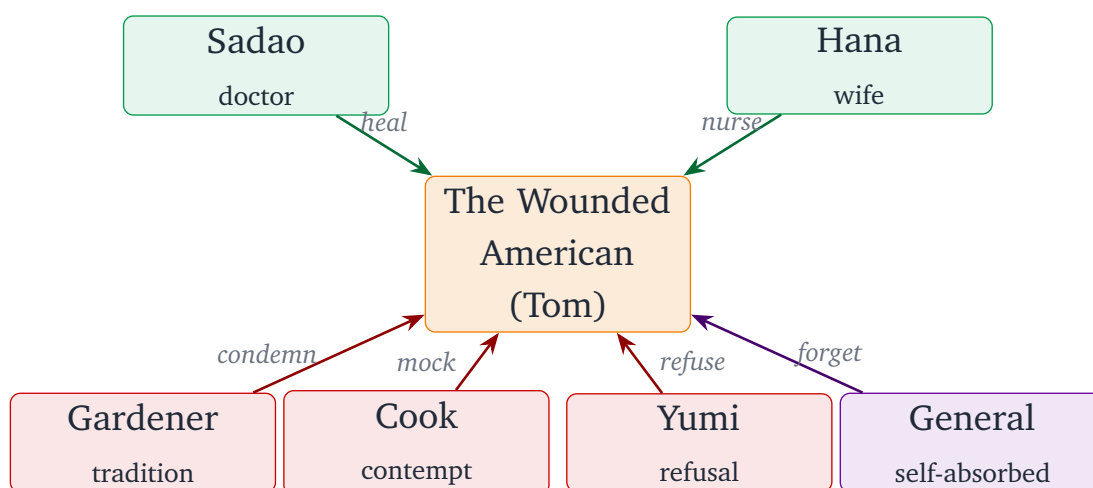 Sadao
doctor
Hana
wife
heal
nurse
The Wounded
American
(Tom)
condemn
mock
refuse
forget
Gardener
tradition
Cook
contempt
Yumi
refusal
General
self-absorbed